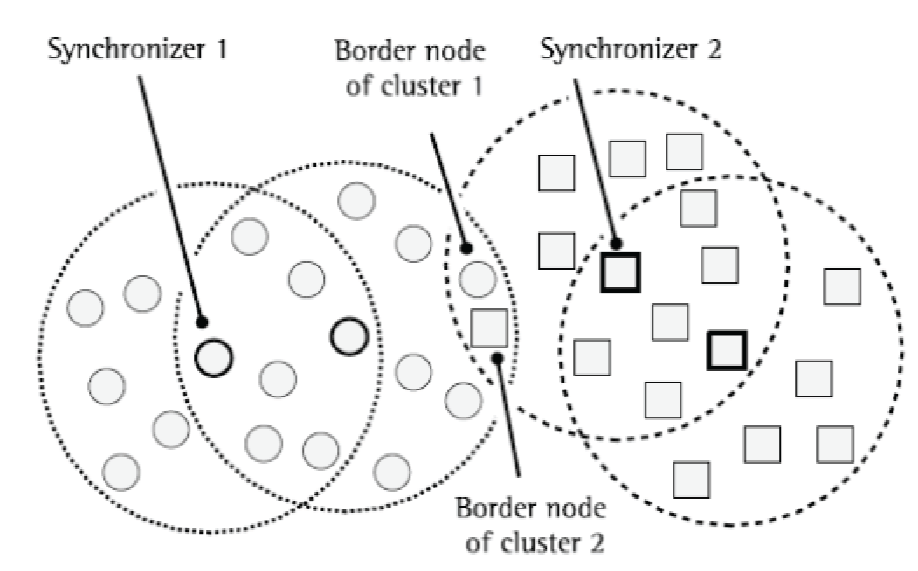 Synchronizer 1
Border node
of cluster 1
Synchronizer 2
Border node
of cluster 2